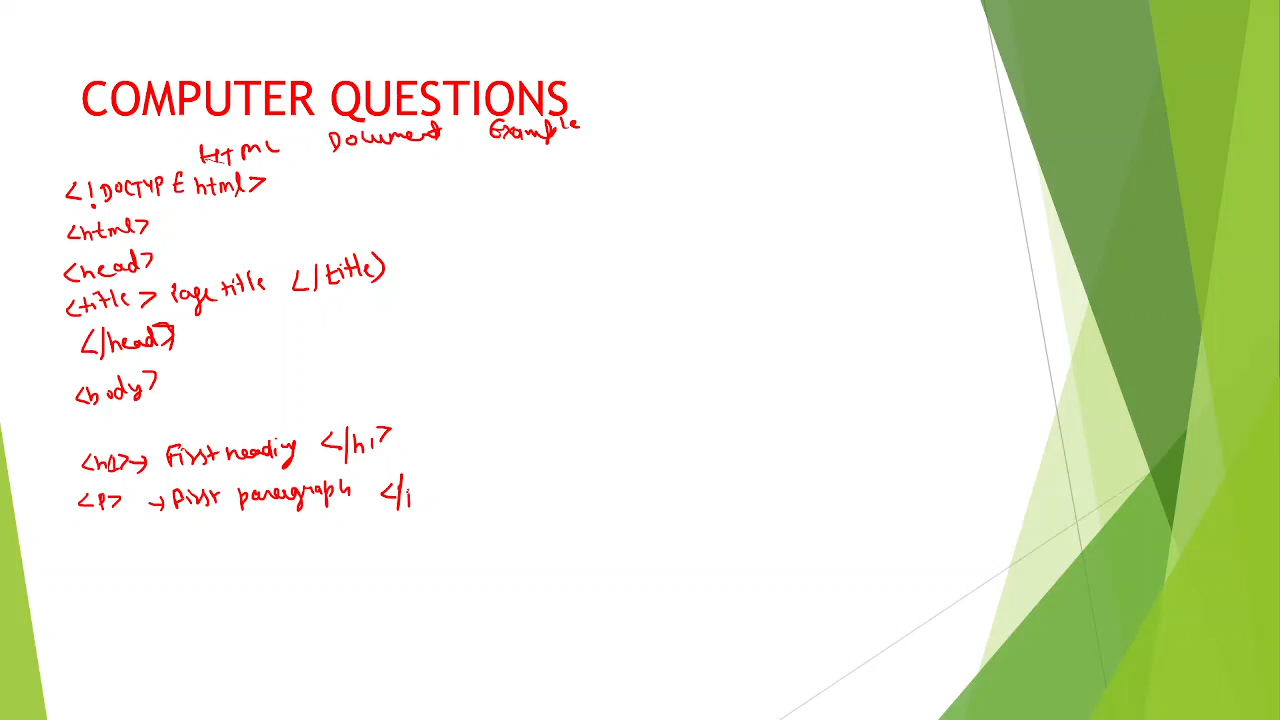 COMPUTER QUESTIONS
HTML Document Example
<!DOCTYPE html>
<html>
<head>
<title> Page title </title)
</head>
<body>
<h1>→ First heading </h1>
<P> → First paragraph </